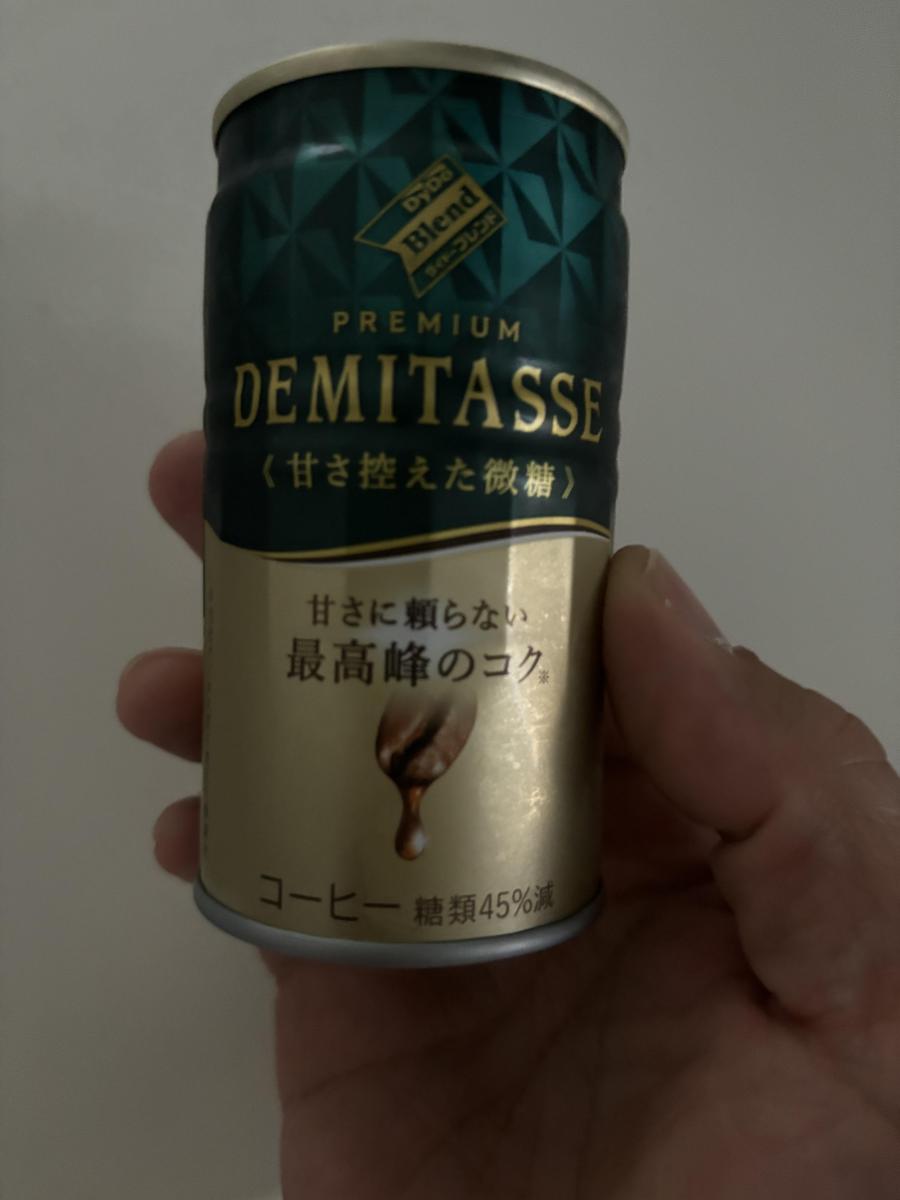 DyDo
Blend
ダイドーブレンド
PREMIUM
DEMITASSE
《甘さ控えた微糖》
甘さに頼らない
最高峰のコク※
コーヒー 糖類45%減